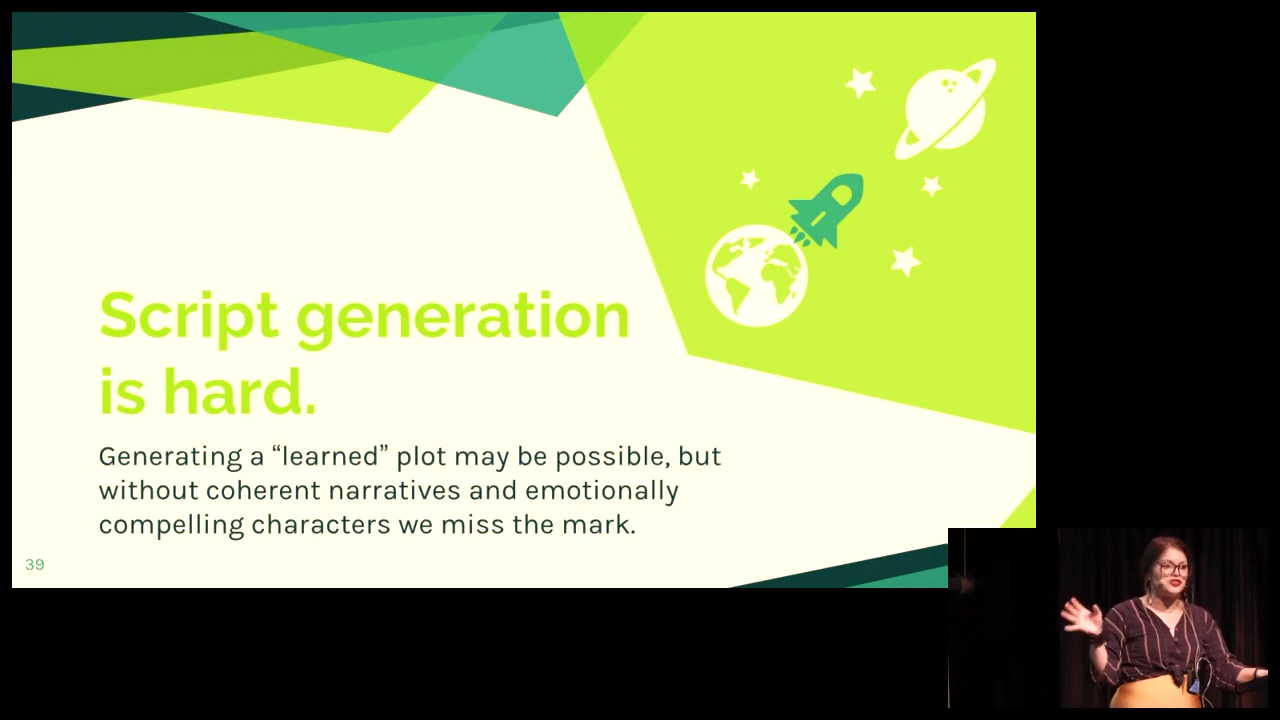 Script generation
is hard.
Generating a “learned” plot may be possible, but
without coherent narratives and emotionally
compelling characters we miss the mark.
39